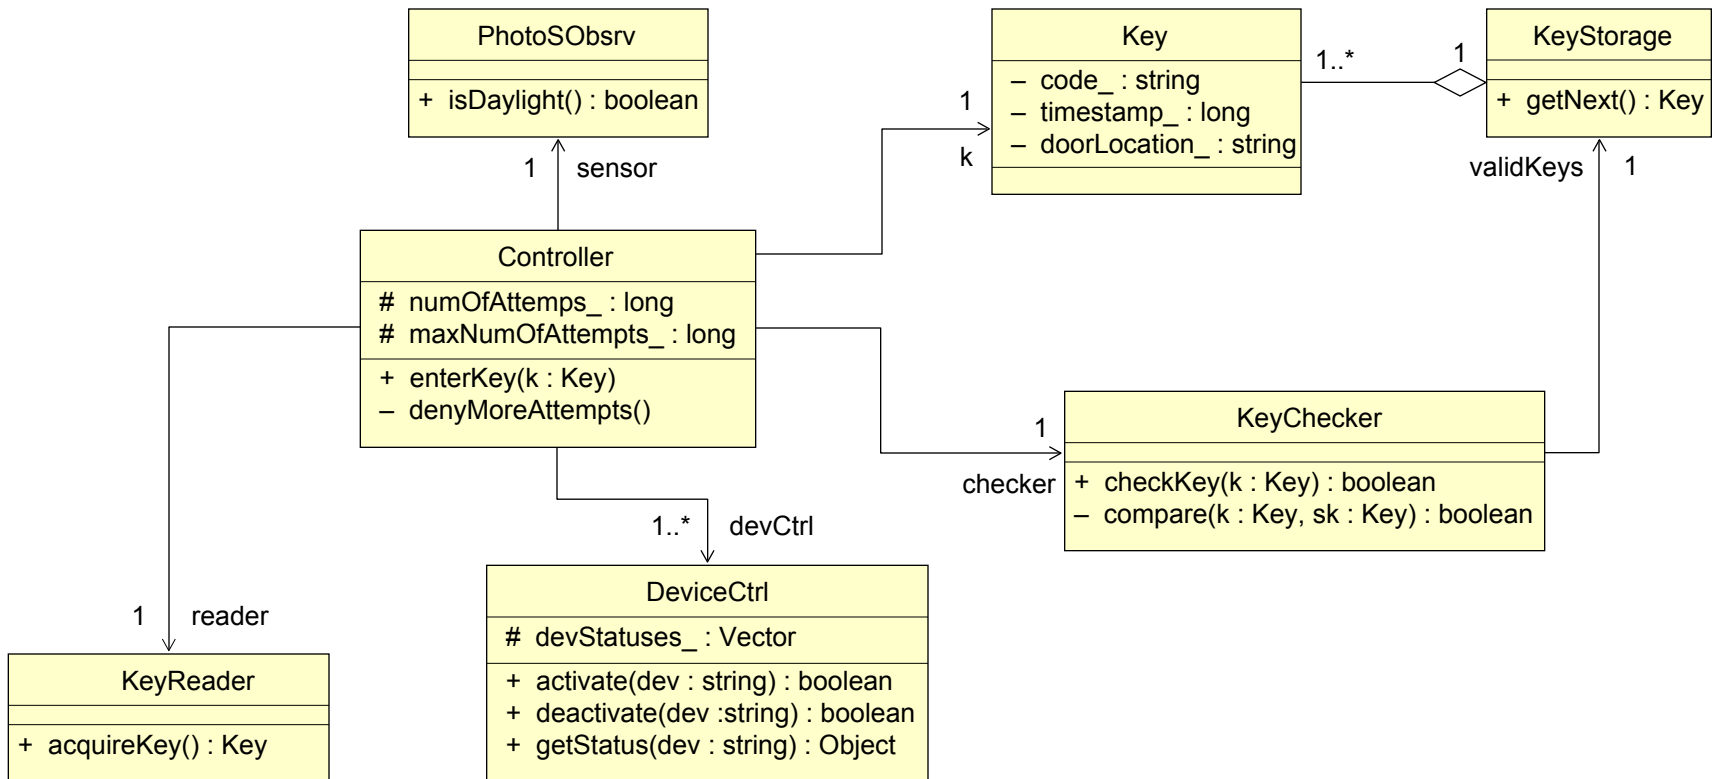 PhotoSObsrv
+ isDaylight() : boolean
1 sensor
Key
– code_ : string
– timestamp_ : long
– doorLocation_ : string
1
k
1..*
1
KeyStorage
+ getNext() : Key
validKeys 1
Controller
# numOfAttemps_ : long
# maxNumOfAttempts_ : long
+ enterKey(k : Key)
– denyMoreAttempts()
1
checker
KeyChecker
+ checkKey(k : Key) : boolean
– compare(k : Key, sk : Key) : boolean
1..* devCtrl
DeviceCtrl
# devStatuses_ : Vector
+ activate(dev : string) : boolean
+ deactivate(dev :string) : boolean
+ getStatus(dev : string) : Object
1 reader
KeyReader
+ acquireKey() : Key